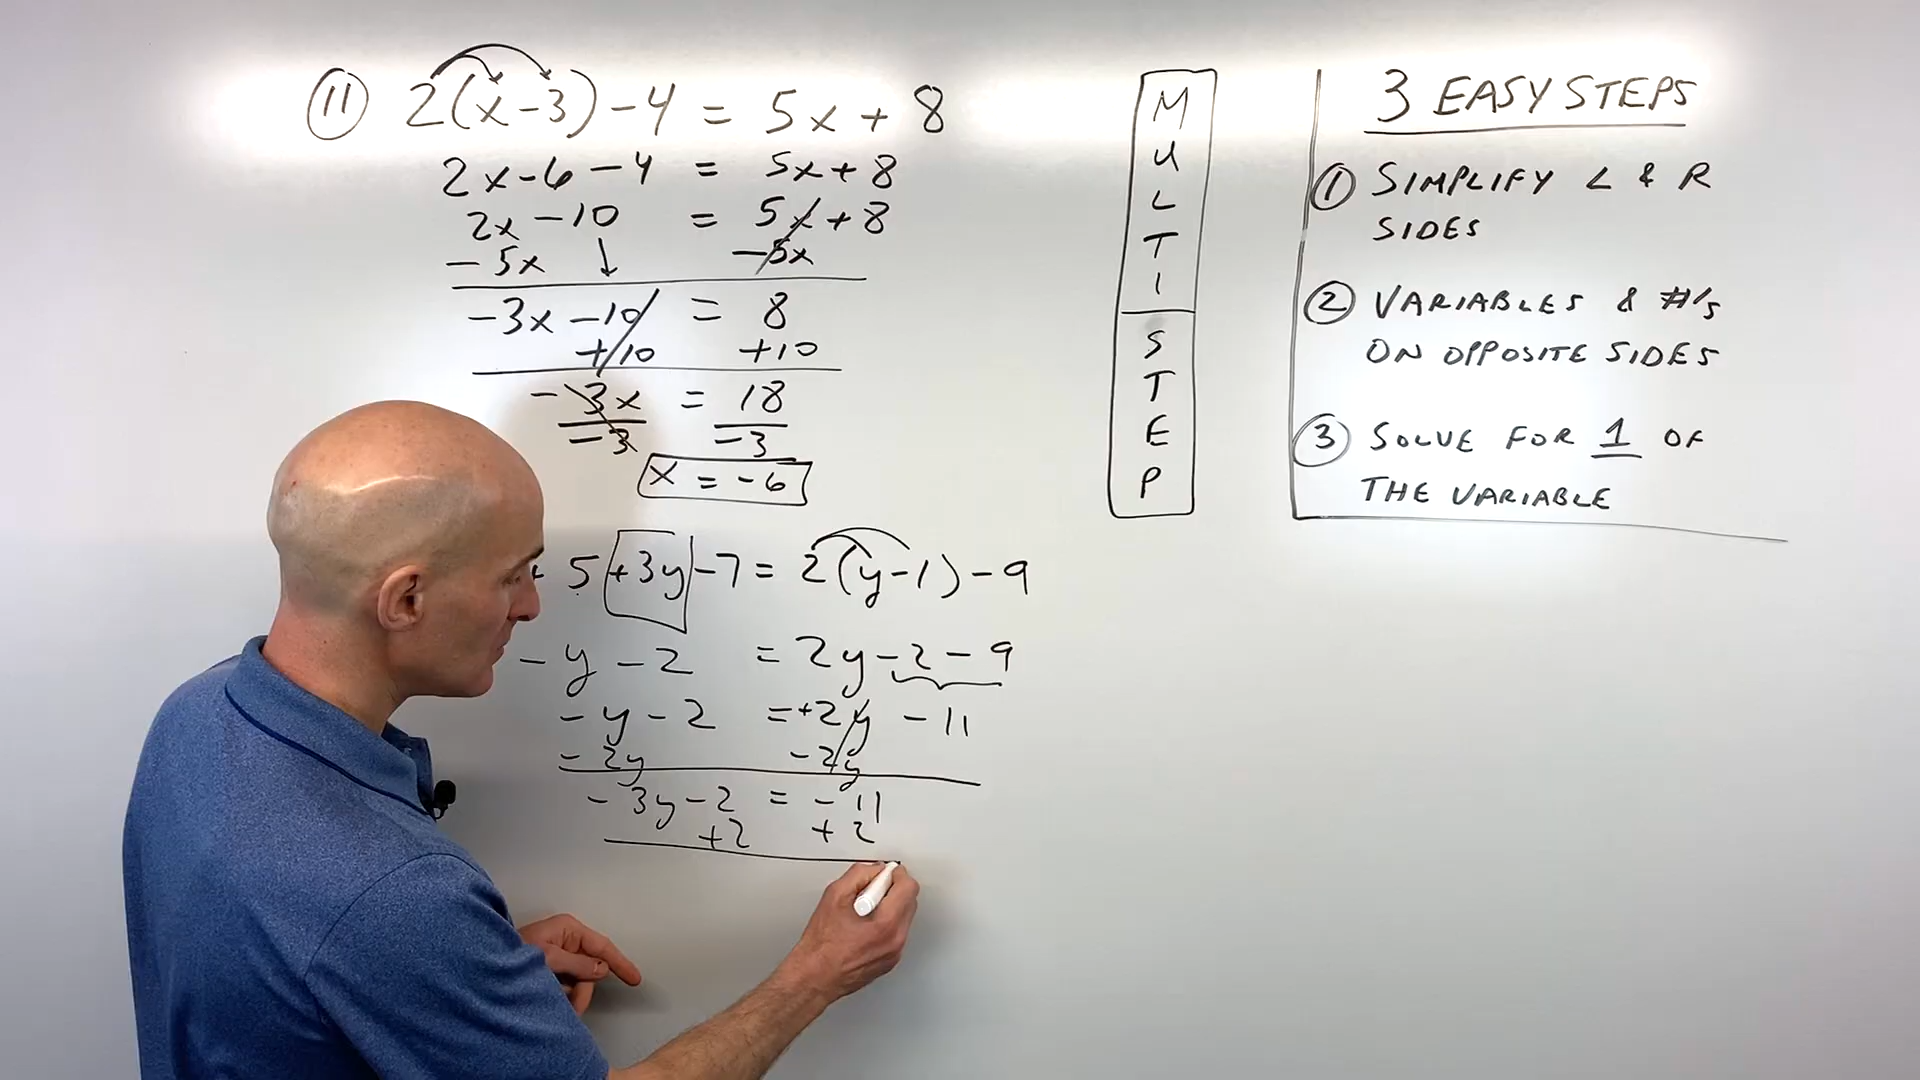 ⑪ 2(x-3)-4 = 5x+8
2x-6-4 = 5x+8
2x-10 = 5x+8
-5x -5x
-3x-10 = 8
+10 +10
-3x = 18
-3 -3
x = -6
5+3y-7 = 2(y-1)-9
-y-2 = 2y-2-9
-y-2 = +2y-11
-2y -2y
-3y-2 = -11
+2 +2
MULTI
STEP
3 EASY STEPS
① SIMPLIFY L & R
SIDES
② VARIABLES & #'s
ON OPPOSITE SIDES
③ SOLVE FOR 1 OF
THE VARIABLE